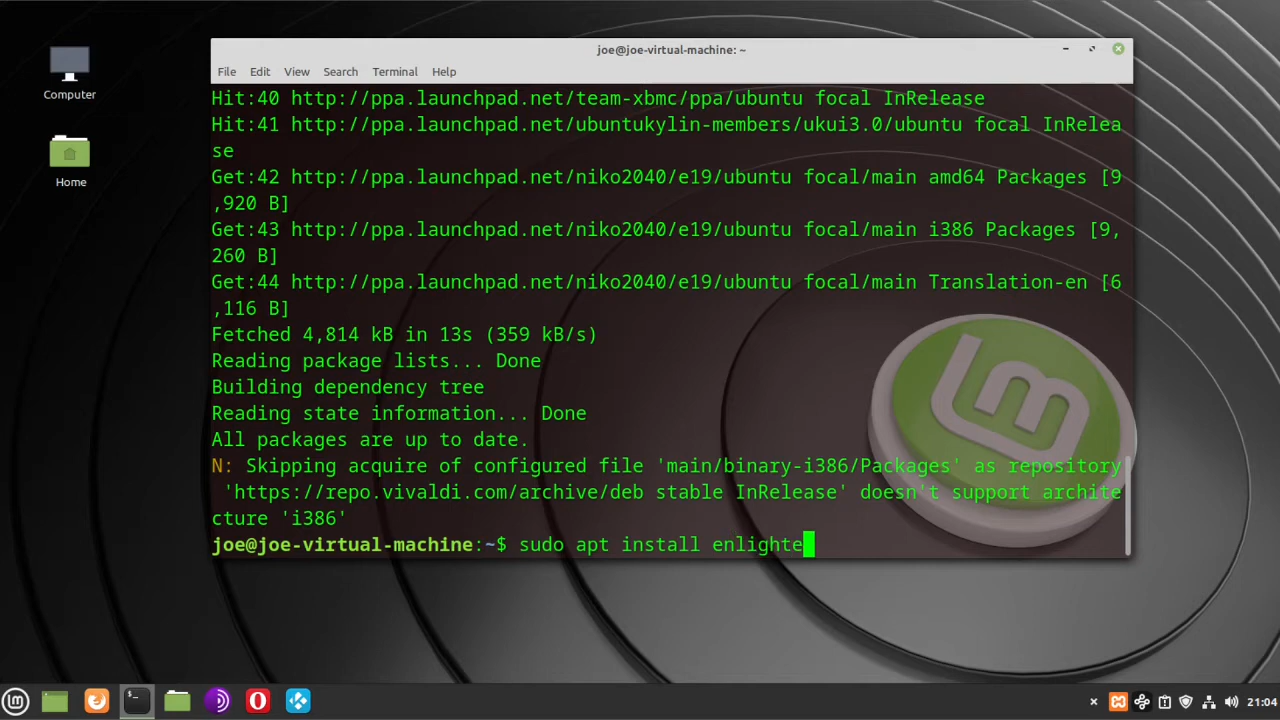 joe@joe-virtual-machine: ~
File Edit View Search Terminal Help
Computer
Home
Hit:40 http://ppa.launchpad.net/team-xbmc/ppa/ubuntu focal InRelease
Hit:41 http://ppa.launchpad.net/ubuntukylin-members/ukui3.0/ubuntu focal InRelea
se
Get:42 http://ppa.launchpad.net/niko2040/e19/ubuntu focal/main amd64 Packages [9
,920 B]
Get:43 http://ppa.launchpad.net/niko2040/e19/ubuntu focal/main i386 Packages [9,
260 B]
Get:44 http://ppa.launchpad.net/niko2040/e19/ubuntu focal/main Translation-en [6
,116 B]
Fetched 4,814 kB in 13s (359 kB/s)
Reading package lists... Done
Building dependency tree
Reading state information... Done
All packages are up to date.
N: Skipping acquire of configured file 'main/binary-i386/Packages' as repository
'https://repo.vivaldi.com/archive/deb stable InRelease' doesn't support archite
cture 'i386'
joe@joe-virtual-machine:~$ sudo apt install enlighte
21:04